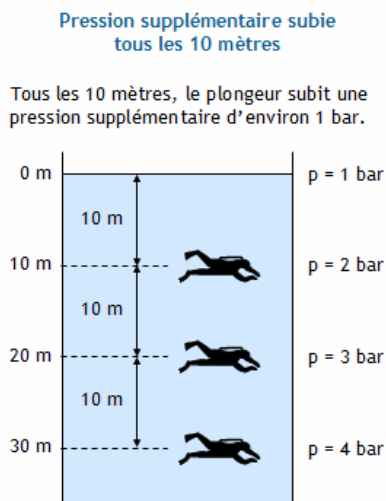 Pression supplémentaire subie
tous les 10 mètres
Tous les 10 mètres, le plongeur subit une
pression supplémentaire d'environ 1 bar.
0 m
p = 1 bar
10 m
10 m
p = 2 bar
10 m
20 m
p = 3 bar
10 m
30 m
p = 4 bar